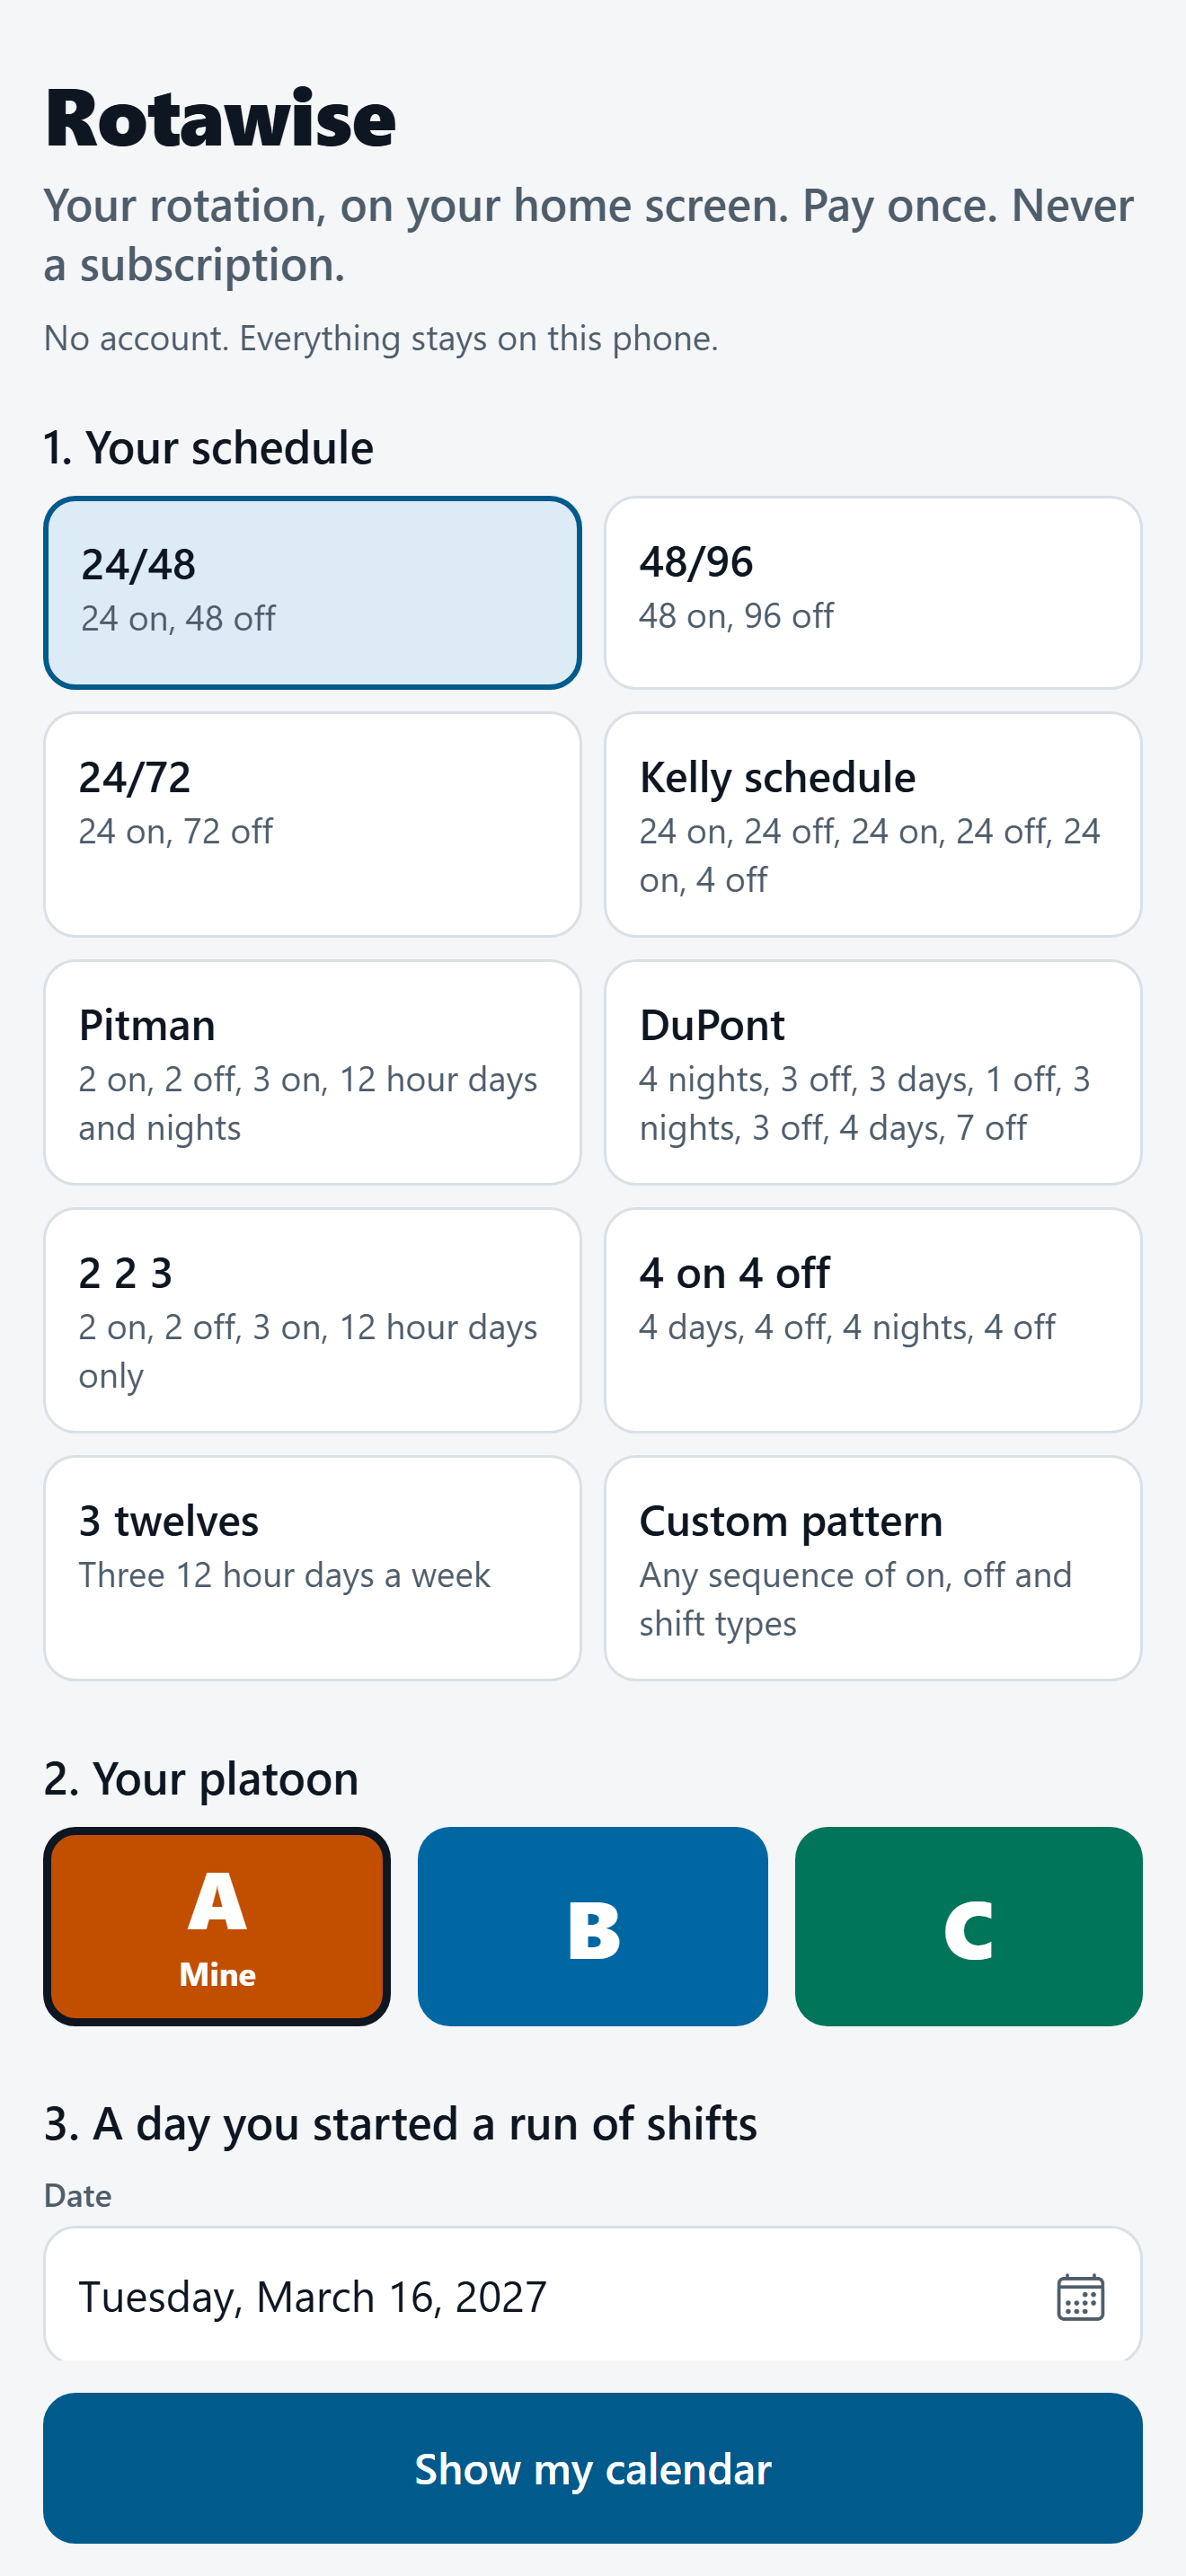 Rotawise
Your rotation, on your home screen. Pay once. Never
a subscription.
No account. Everything stays on this phone.
1. Your schedule
24/48
24 on, 48 off
48/96
48 on, 96 off
24/72
24 on, 72 off
Kelly schedule
24 on, 24 off, 24 on, 24 off, 24
on, 4 off
Pitman
2 on, 2 off, 3 on, 12 hour days
and nights
DuPont
4 nights, 3 off, 3 days, 1 off, 3
nights, 3 off, 4 days, 7 off
2 2 3
2 on, 2 off, 3 on, 12 hour days
only
4 on 4 off
4 days, 4 off, 4 nights, 4 off
3 twelves
Three 12 hour days a week
Custom pattern
Any sequence of on, off and
shift types
2. Your platoon
A
Mine
B
C
3. A day you started a run of shifts
Date
Tuesday, March 16, 2027
Show my calendar